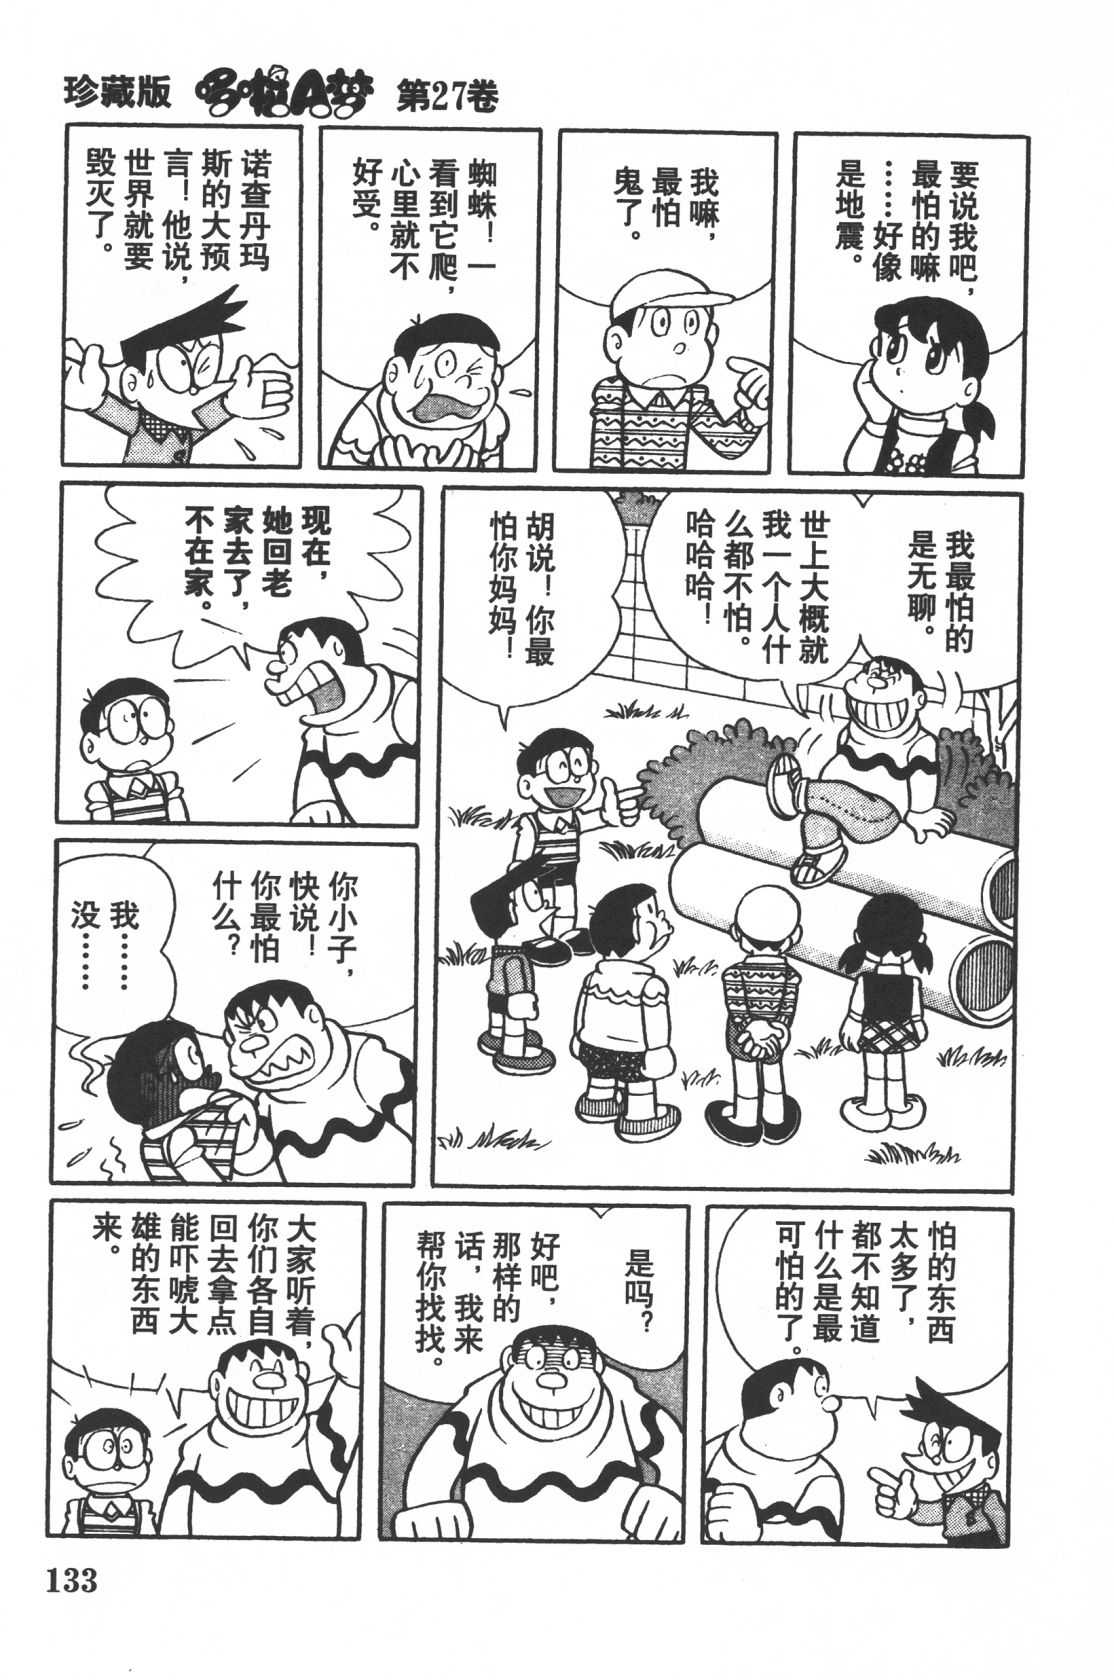 珍藏版 哆啦A梦 第27卷
要说我吧，
最怕的嘛
……好像
是地震。
我嘛，
最怕
鬼了。
蜘蛛！一
看到它爬，
心里就不
好受。
诺查丹玛
斯的大预
言！他说，
世界就要
毁灭了。
我最怕的
是无聊。
世上大概就
我一个人什
么都不怕。
哈哈哈！
胡说！你最
怕你妈妈！
现在，
她回老
家去了，
不在家。
你小子，
快说！
你最怕
什么？
我……
没……
怕的东西
太多了，
都不知道
什么是最
可怕的了。
是吗？
好吧，
那样的
话，我来
帮你找找。
大家听着，
你们各自
回去拿点
能吓唬大
雄的东西
来。
133